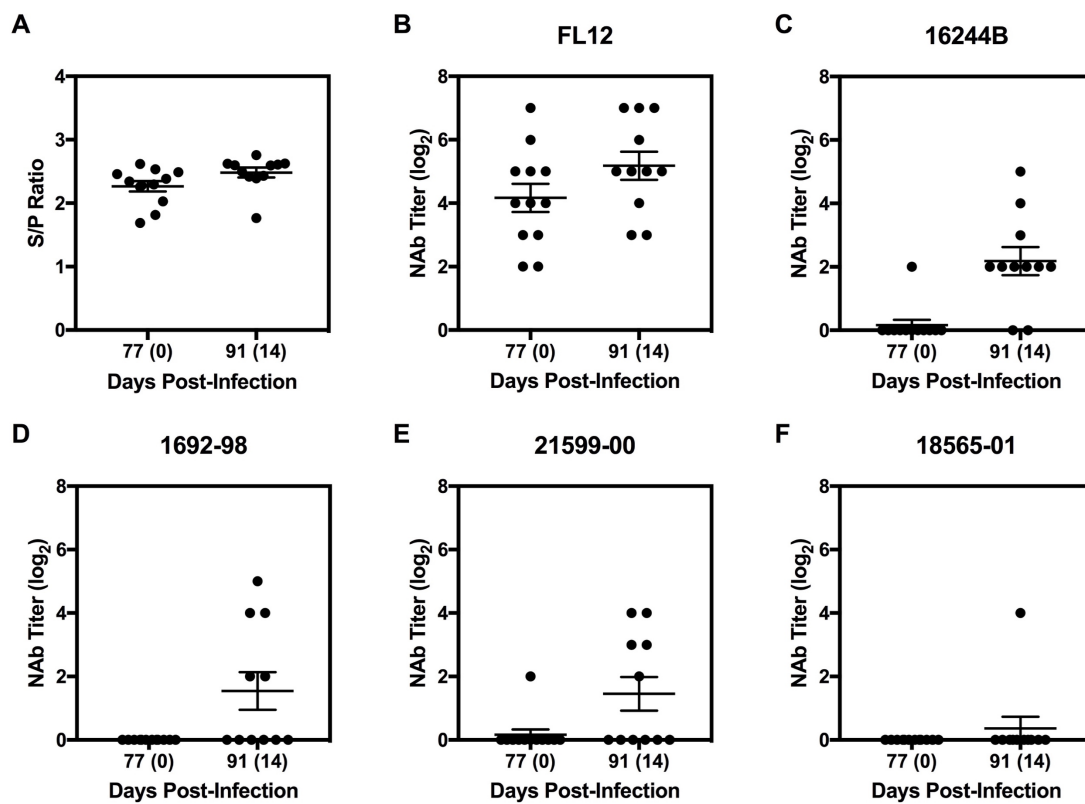 A
4
3
2
1
0
S/P Ratio
77 (0) 91 (14)
Days Post-Infection
B
FL12
8
6
4
2
0
NAb Titer (log2)
77 (0) 91 (14)
Days Post-Infection
C
16244B
8
6
4
2
0
NAb Titer (log2)
77 (0) 91 (14)
Days Post-Infection
D
1692-98
8
6
4
2
0
NAb Titer (log2)
77 (0) 91 (14)
Days Post-Infection
E
21599-00
8
6
4
2
0
NAb Titer (log2)
77 (0) 91 (14)
Days Post-Infection
F
18565-01
8
6
4
2
0
NAb Titer (log2)
77 (0) 91 (14)
Days Post-Infection